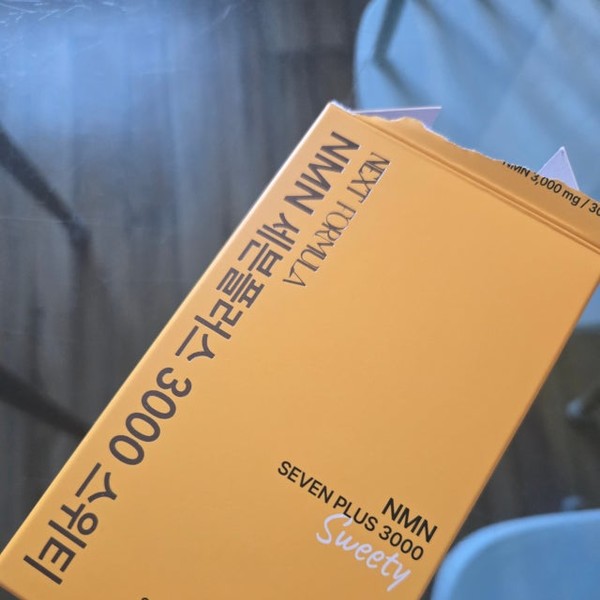 NEXT FORMULA
NMN 세븐플러스 3000 스위티
NMN
SEVEN PLUS 3000
Sweety
NMN 3,000 mg / 30